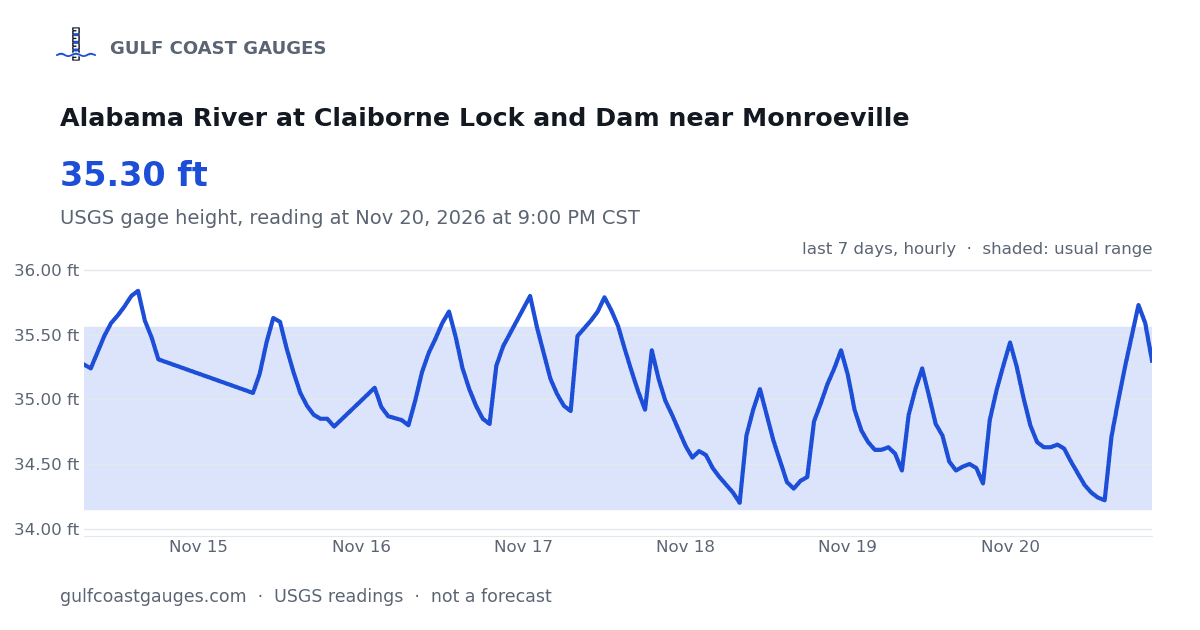 GULF COAST GAUGES
Alabama River at Claiborne Lock and Dam near Monroeville
35.30 ft
USGS gage height, reading at Nov 20, 2026 at 9:00 PM CST
last 7 days, hourly · shaded: usual range
36.00 ft
35.50 ft
35.00 ft
34.50 ft
34.00 ft
Nov 15 Nov 16 Nov 17 Nov 18 Nov 19 Nov 20
gulfcoastgauges.com · USGS readings · not a forecast